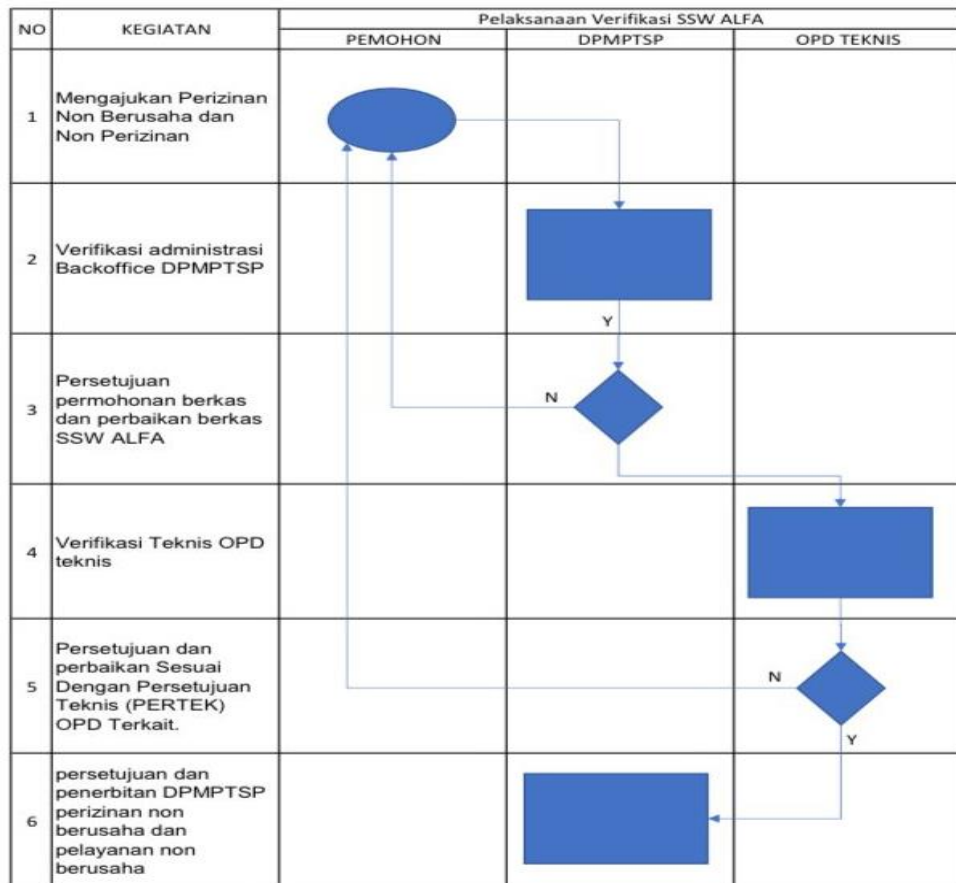 NO
KEGIATAN
Pelaksanaan Verifikasi SSW ALFA
PEMOHON
DPMPTSP
OPD TEKNIS
1
Mengajukan Perizinan
Non Berusaha dan
Non Perizinan
2
Verifikasi administrasi
Backoffice DPMPTSP
Y
3
Persetujuan
permohonan berkas
dan perbaikan berkas
SSW ALFA
N
4
Verifikasi Teknis OPD
teknis
5
Persetujuan dan
perbaikan Sesuai
Dengan Persetujuan
Teknis (PERTEK)
OPD Terkait.
N
Y
6
persetujuan dan
penerbitan DPMPTSP
perizinan non
berusaha dan
pelayanan non
berusaha